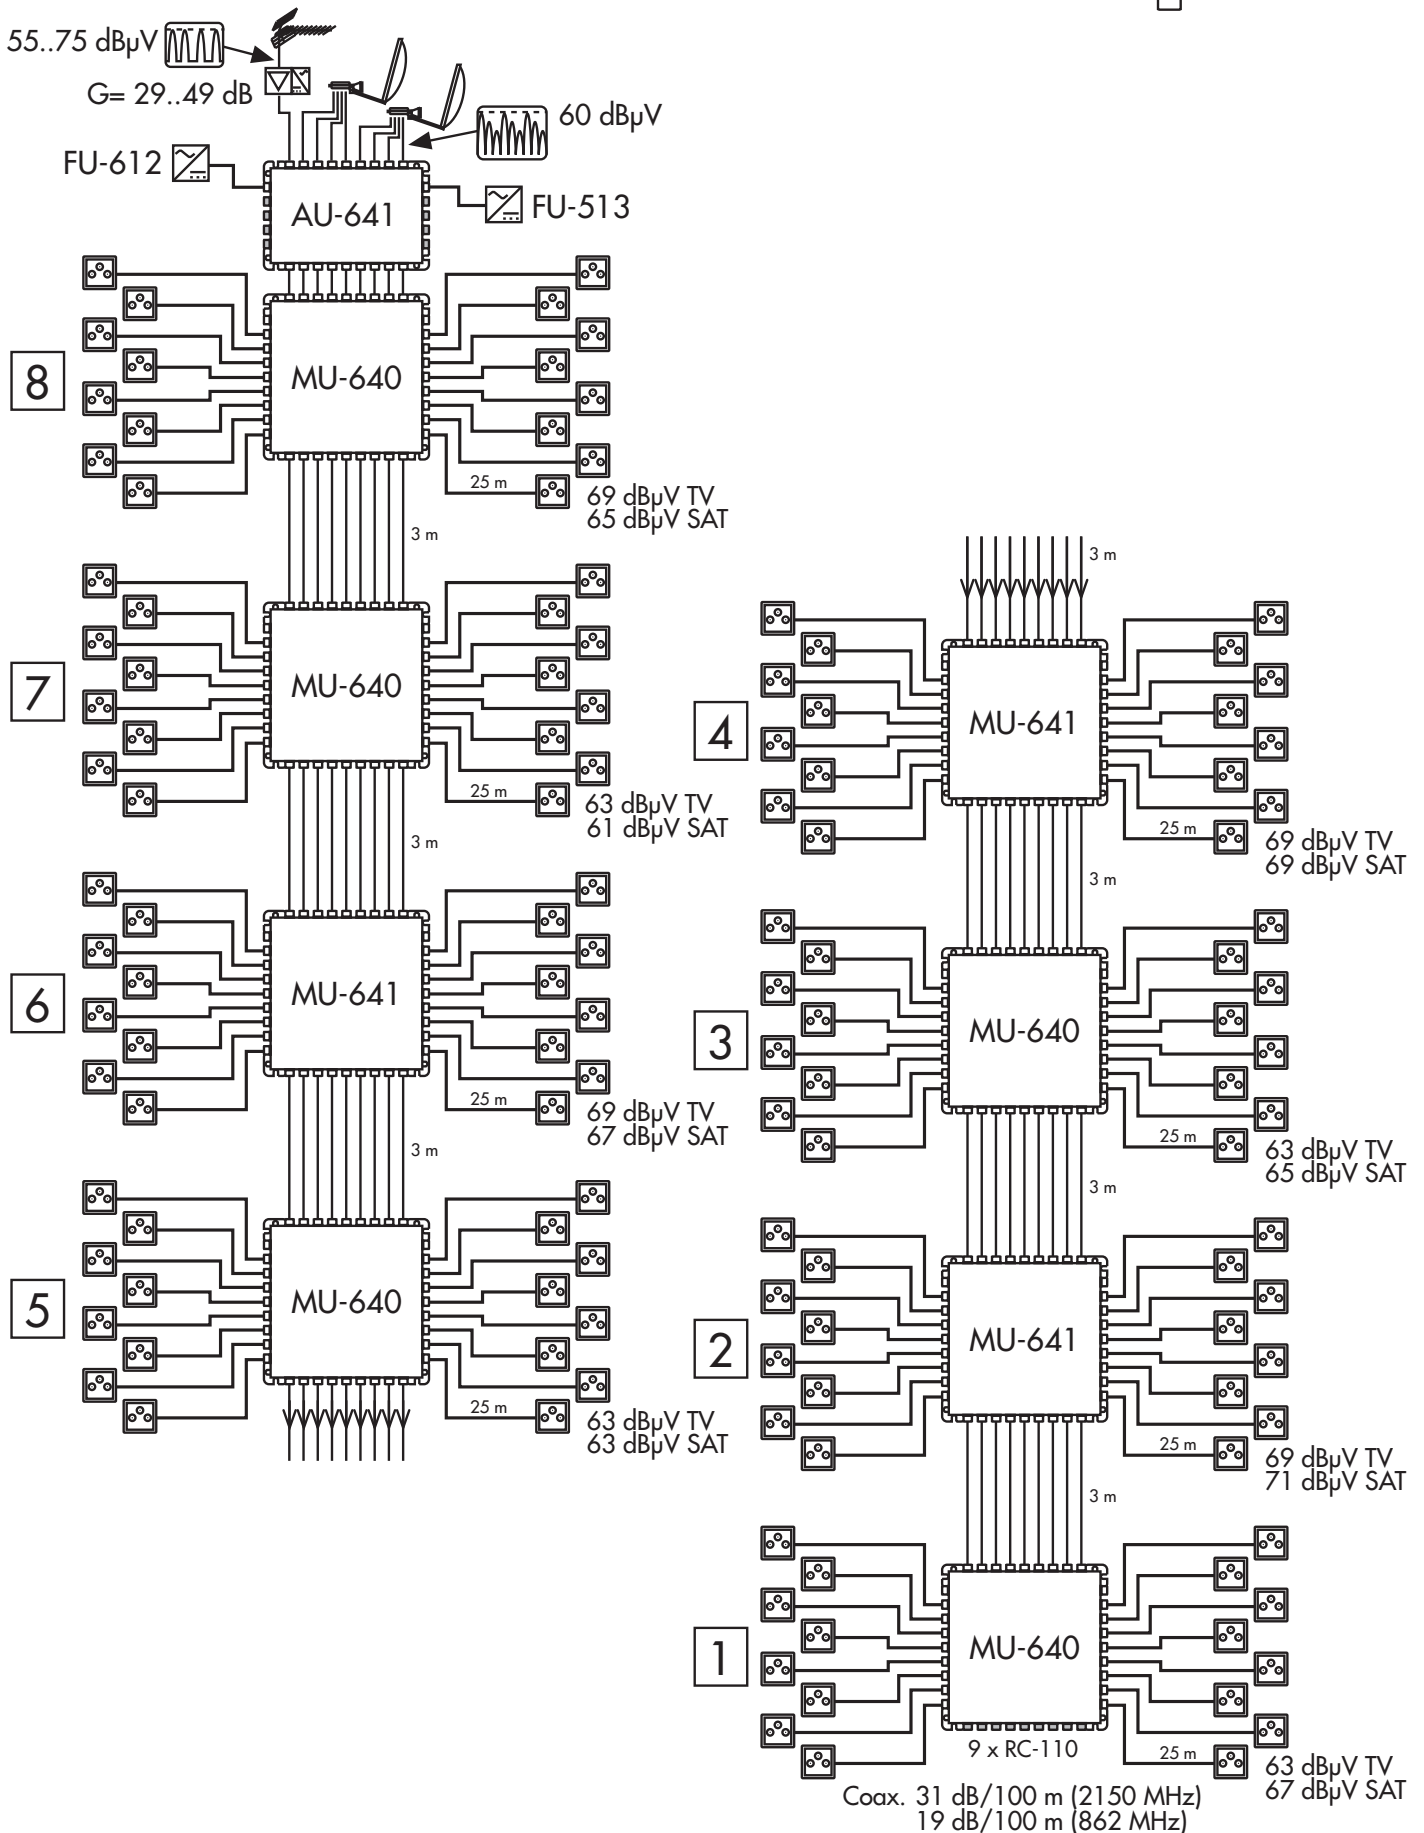 55..75 dBµV
G= 29..49 dB
60 dBµV
FU-612
FU-513
AU-641
8
MU-640
25 m
69 dBµV TV
65 dBµV SAT
3 m
7
MU-640
25 m
63 dBµV TV
61 dBµV SAT
3 m
6
MU-641
25 m
69 dBµV TV
67 dBµV SAT
3 m
5
MU-640
25 m
63 dBµV TV
63 dBµV SAT
3 m
4
MU-641
25 m
69 dBµV TV
69 dBµV SAT
3 m
3
MU-640
25 m
63 dBµV TV
65 dBµV SAT
3 m
2
MU-641
25 m
69 dBµV TV
71 dBµV SAT
3 m
1
MU-640
9 x RC-110
25 m
63 dBµV TV
67 dBµV SAT
Coax. 31 dB/100 m (2150 MHz)
19 dB/100 m (862 MHz)